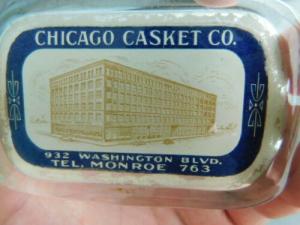 CHICAGO CASKET CO.
932 WASHINGTON BLVD.
TEL. MONROE 763